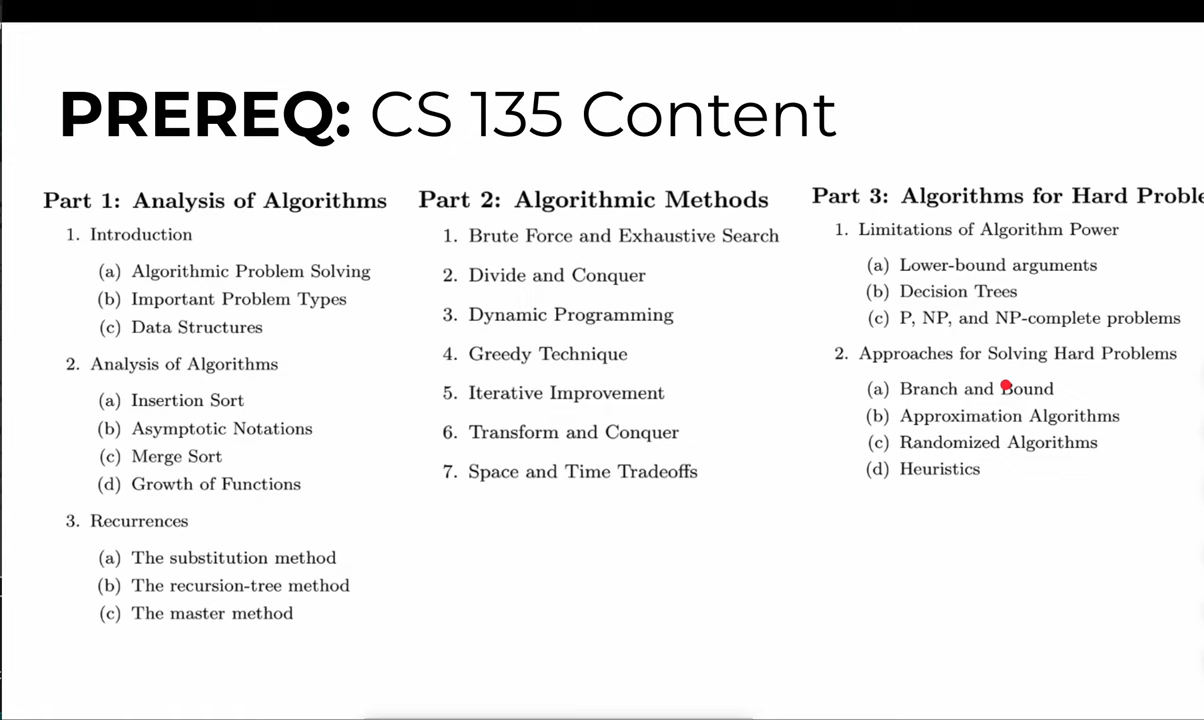 PREREQ: CS 135 Content
Part 1: Analysis of Algorithms
1. Introduction
(a) Algorithmic Problem Solving
(b) Important Problem Types
(c) Data Structures
2. Analysis of Algorithms
(a) Insertion Sort
(b) Asymptotic Notations
(c) Merge Sort
(d) Growth of Functions
3. Recurrences
(a) The substitution method
(b) The recursion-tree method
(c) The master method
Part 2: Algorithmic Methods
1. Brute Force and Exhaustive Search
2. Divide and Conquer
3. Dynamic Programming
4. Greedy Technique
5. Iterative Improvement
6. Transform and Conquer
7. Space and Time Tradeoffs
Part 3: Algorithms for Hard Proble
1. Limitations of Algorithm Power
(a) Lower-bound arguments
(b) Decision Trees
(c) P, NP, and NP-complete problems
2. Approaches for Solving Hard Problems
(a) Branch and Bound
(b) Approximation Algorithms
(c) Randomized Algorithms
(d) Heuristics